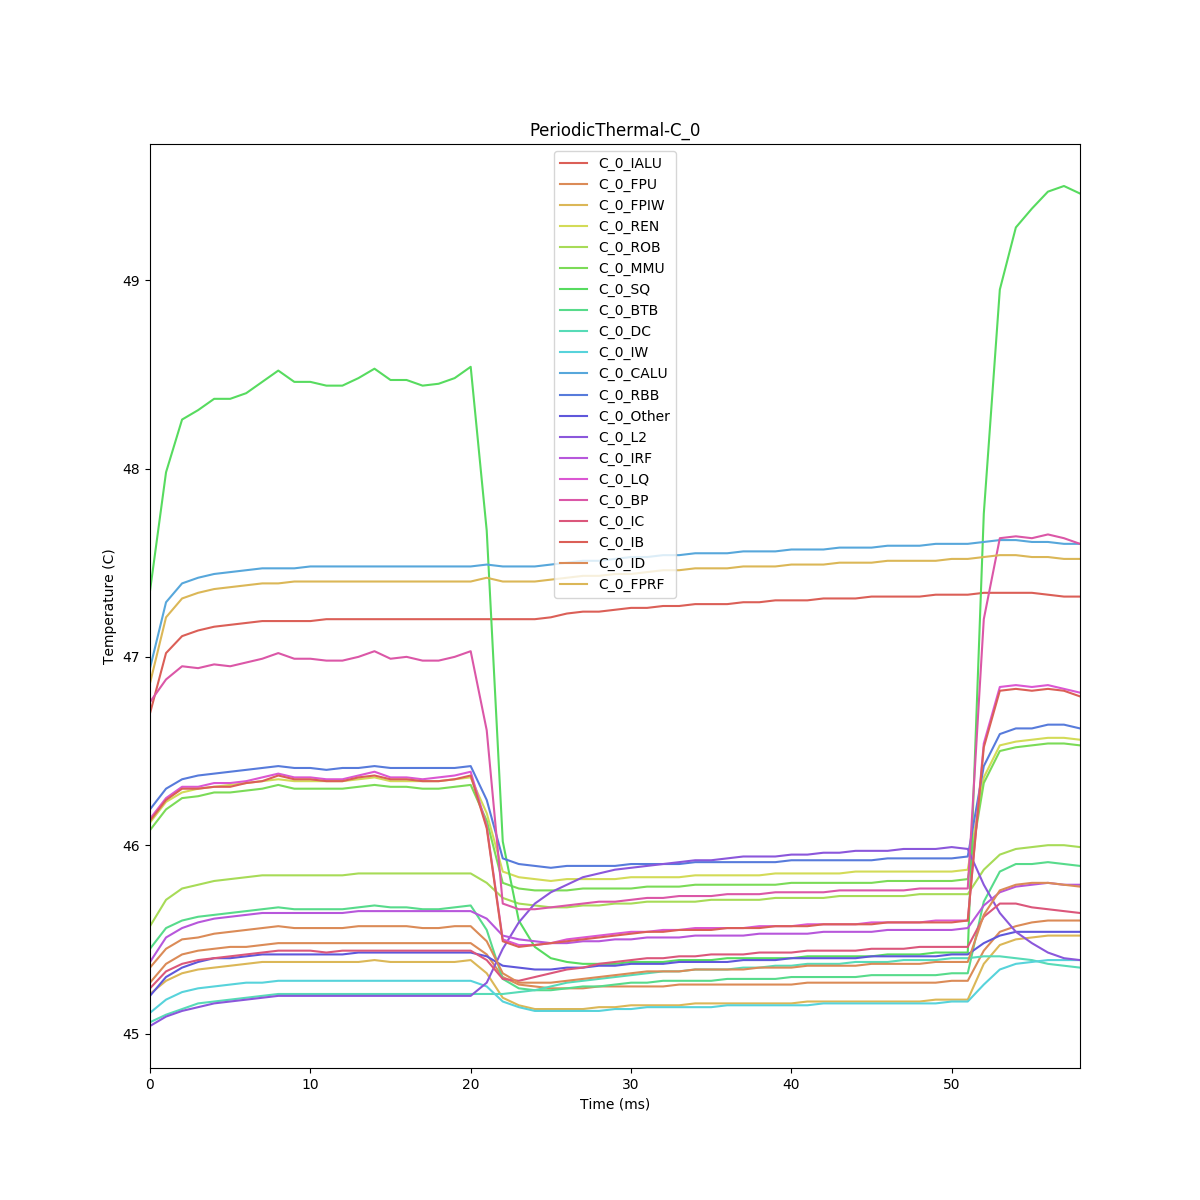 PeriodicThermal-C_0
C_0_IALU
C_0_FPU
C_0_FPIW
C_0_REN
C_0_ROB
C_0_MMU
C_0_SQ
C_0_BTB
C_0_DC
C_0_IW
C_0_CALU
C_0_RBB
C_0_Other
C_0_L2
C_0_IRF
C_0_LQ
C_0_BP
C_0_IC
C_0_IB
C_0_ID
C_0_FPRF
Temperature (C)
49
48
47
46
45
0 10 20 30 40 50
Time (ms)